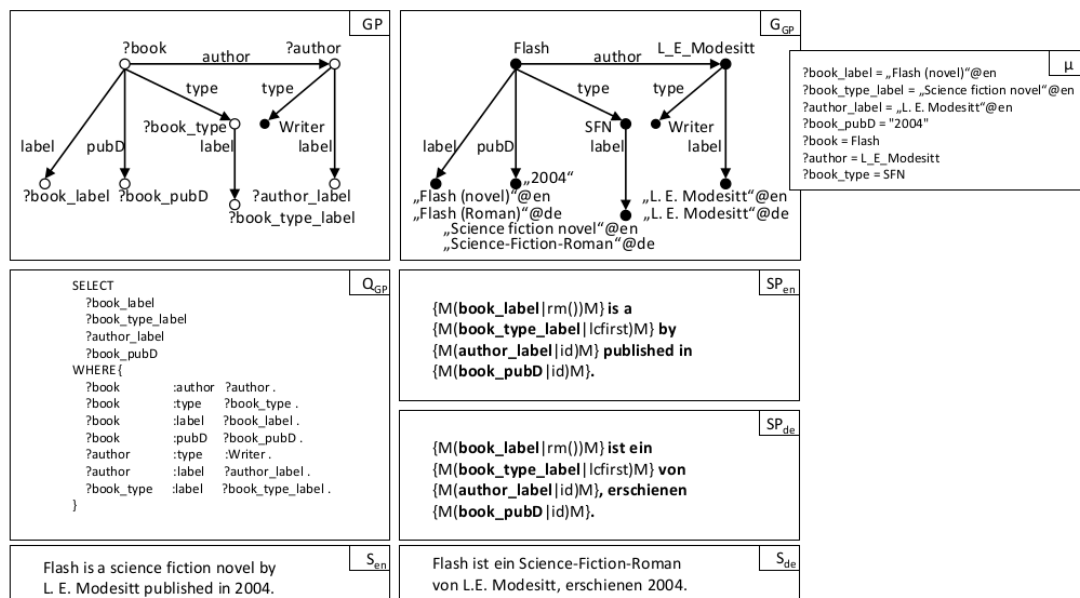 GP
?book
?author
author
type
type
?book_type
Writer
label
pubD
label
label
?book_label
?book_pubD
?author_label
?book_type_label
G_GP
Flash
L_E_Modesitt
author
type
type
SFN
Writer
label
pubD
label
label
„2004“
„Flash (novel)“@en
„L. E. Modesitt“@en
„Flash (Roman)“@de
„L. E. Modesitt“@de
„Science fiction novel“@en
„Science-Fiction-Roman“@de
μ
?book_label = „Flash (novel)“@en
?book_type_label = „Science fiction novel“@en
?author_label = „L. E. Modesitt“@en
?book_pubD = "2004"
?book = Flash
?author = L_E_Modesitt
?book_type = SFN
Q_GP
SELECT
?book_label
?book_type_label
?author_label
?book_pubD
WHERE{
?book :author ?author .
?book :type ?book_type .
?book :label ?book_label .
?book :pubD ?book_pubD .
?author :type :Writer .
?author :label ?author_label .
?book_type :label ?book_type_label .
}
SP_en
{M(book_label|rm())M} is a
{M(book_type_label|lcfirst)M} by
{M(author_label|id)M} published in
{M(book_pubD|id)M}.
SP_de
{M(book_label|rm())M} ist ein
{M(book_type_label|lcfirst)M} von
{M(author_label|id)M}, erschienen
{M(book_pubD|id)M}.
S_en
Flash is a science fiction novel by
L. E. Modesitt published in 2004.
S_de
Flash ist ein Science-Fiction-Roman
von L.E. Modesitt, erschienen 2004.